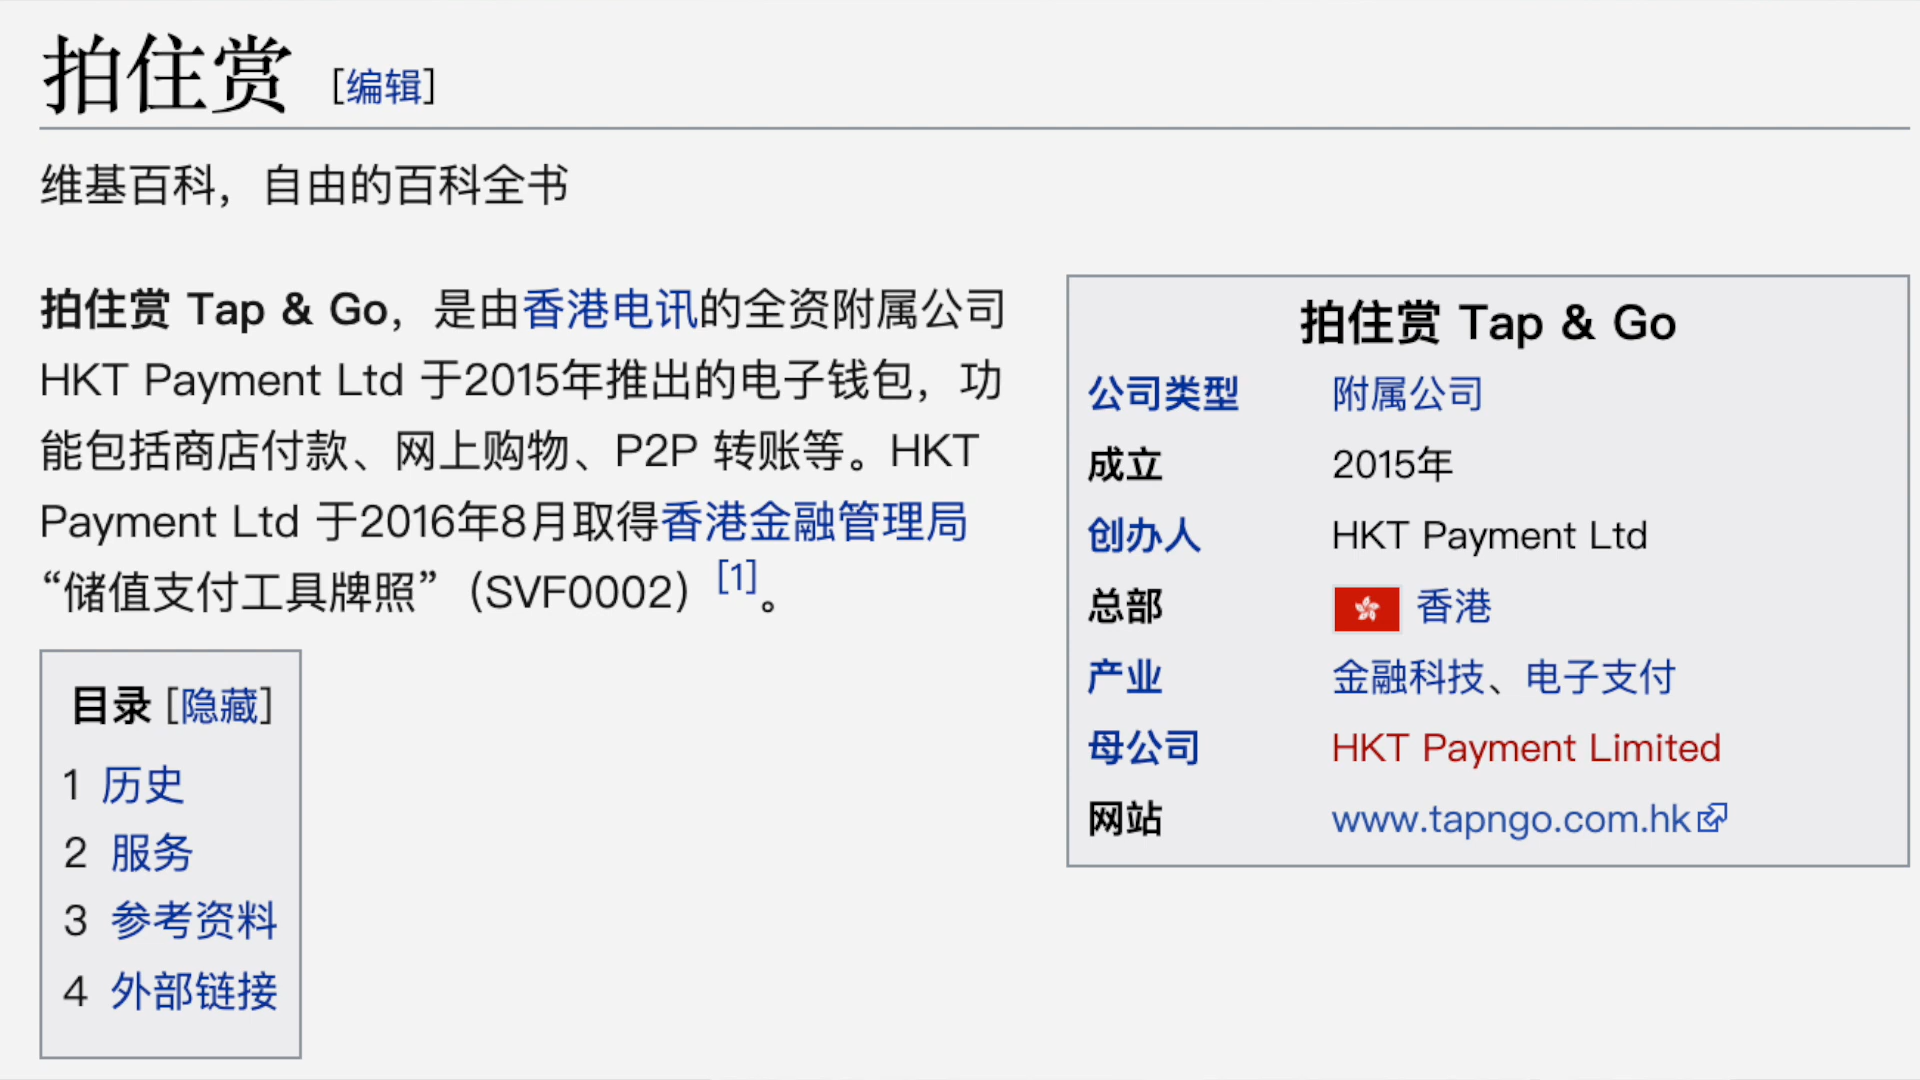 拍住赏 [编辑]
维基百科，自由的百科全书
拍住赏 Tap & Go，是由香港电讯的全资附属公司
HKT Payment Ltd 于2015年推出的电子钱包，功
能包括商店付款、网上购物、P2P 转账等。HKT
Payment Ltd 于2016年8月取得香港金融管理局
“储值支付工具牌照”（SVF0002）[1]。
目录 [隐藏]
1 历史
2 服务
3 参考资料
4 外部链接
拍住赏 Tap & Go
公司类型 附属公司
成立 2015年
创办人 HKT Payment Ltd
总部 香港
产业 金融科技、电子支付
母公司 HKT Payment Limited
网站 www.tapngo.com.hk